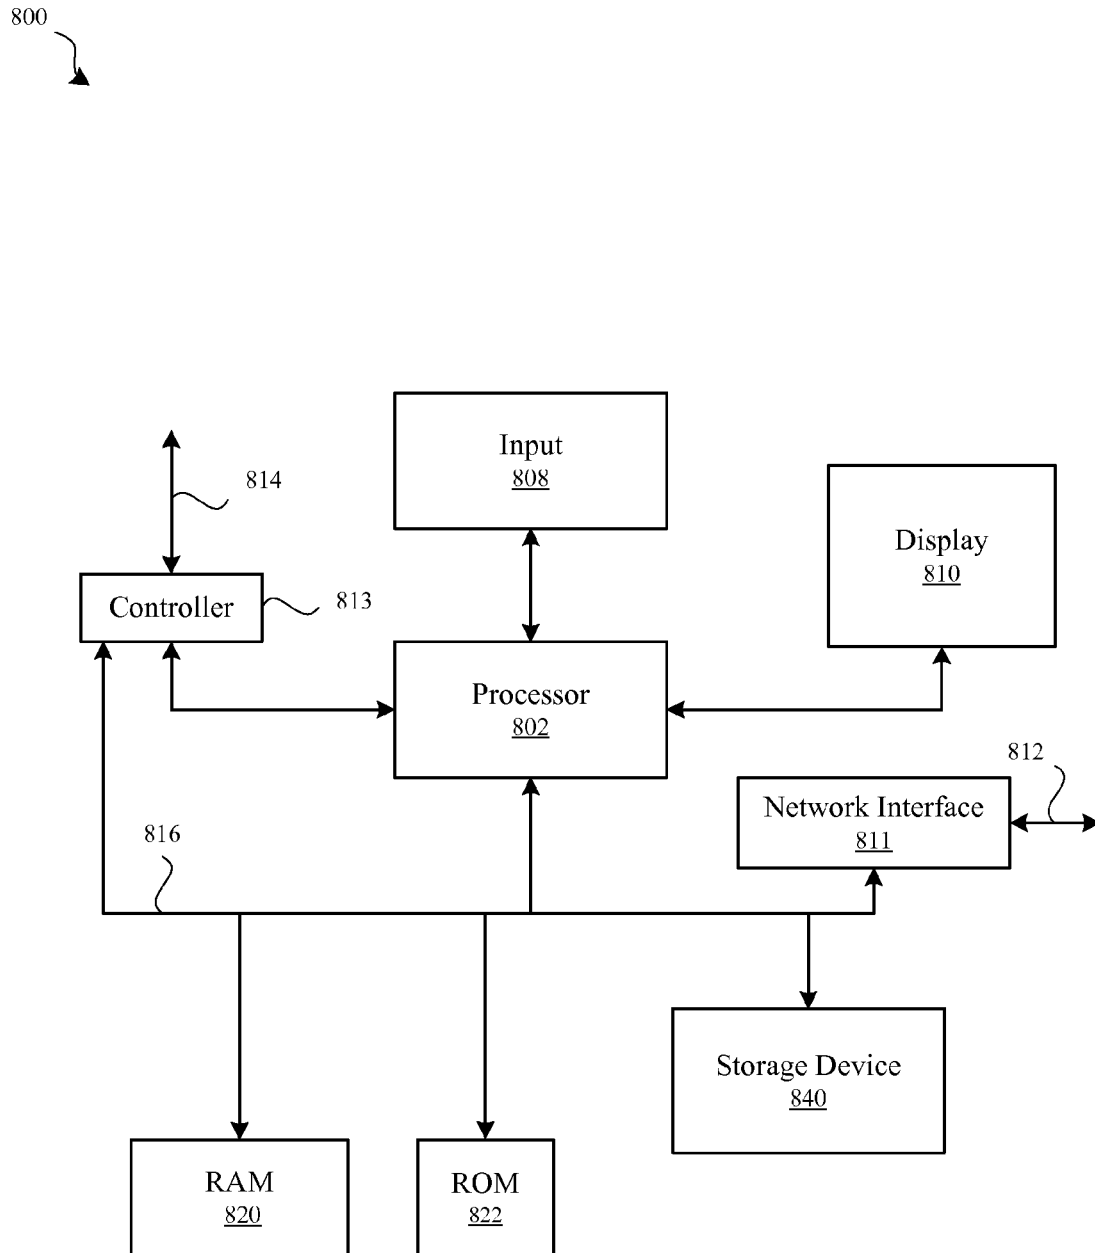 800
Input
808
814
Display
810
Controller
813
Processor
802
812
Network Interface
811
816
Storage Device
840
RAM
820
ROM
822